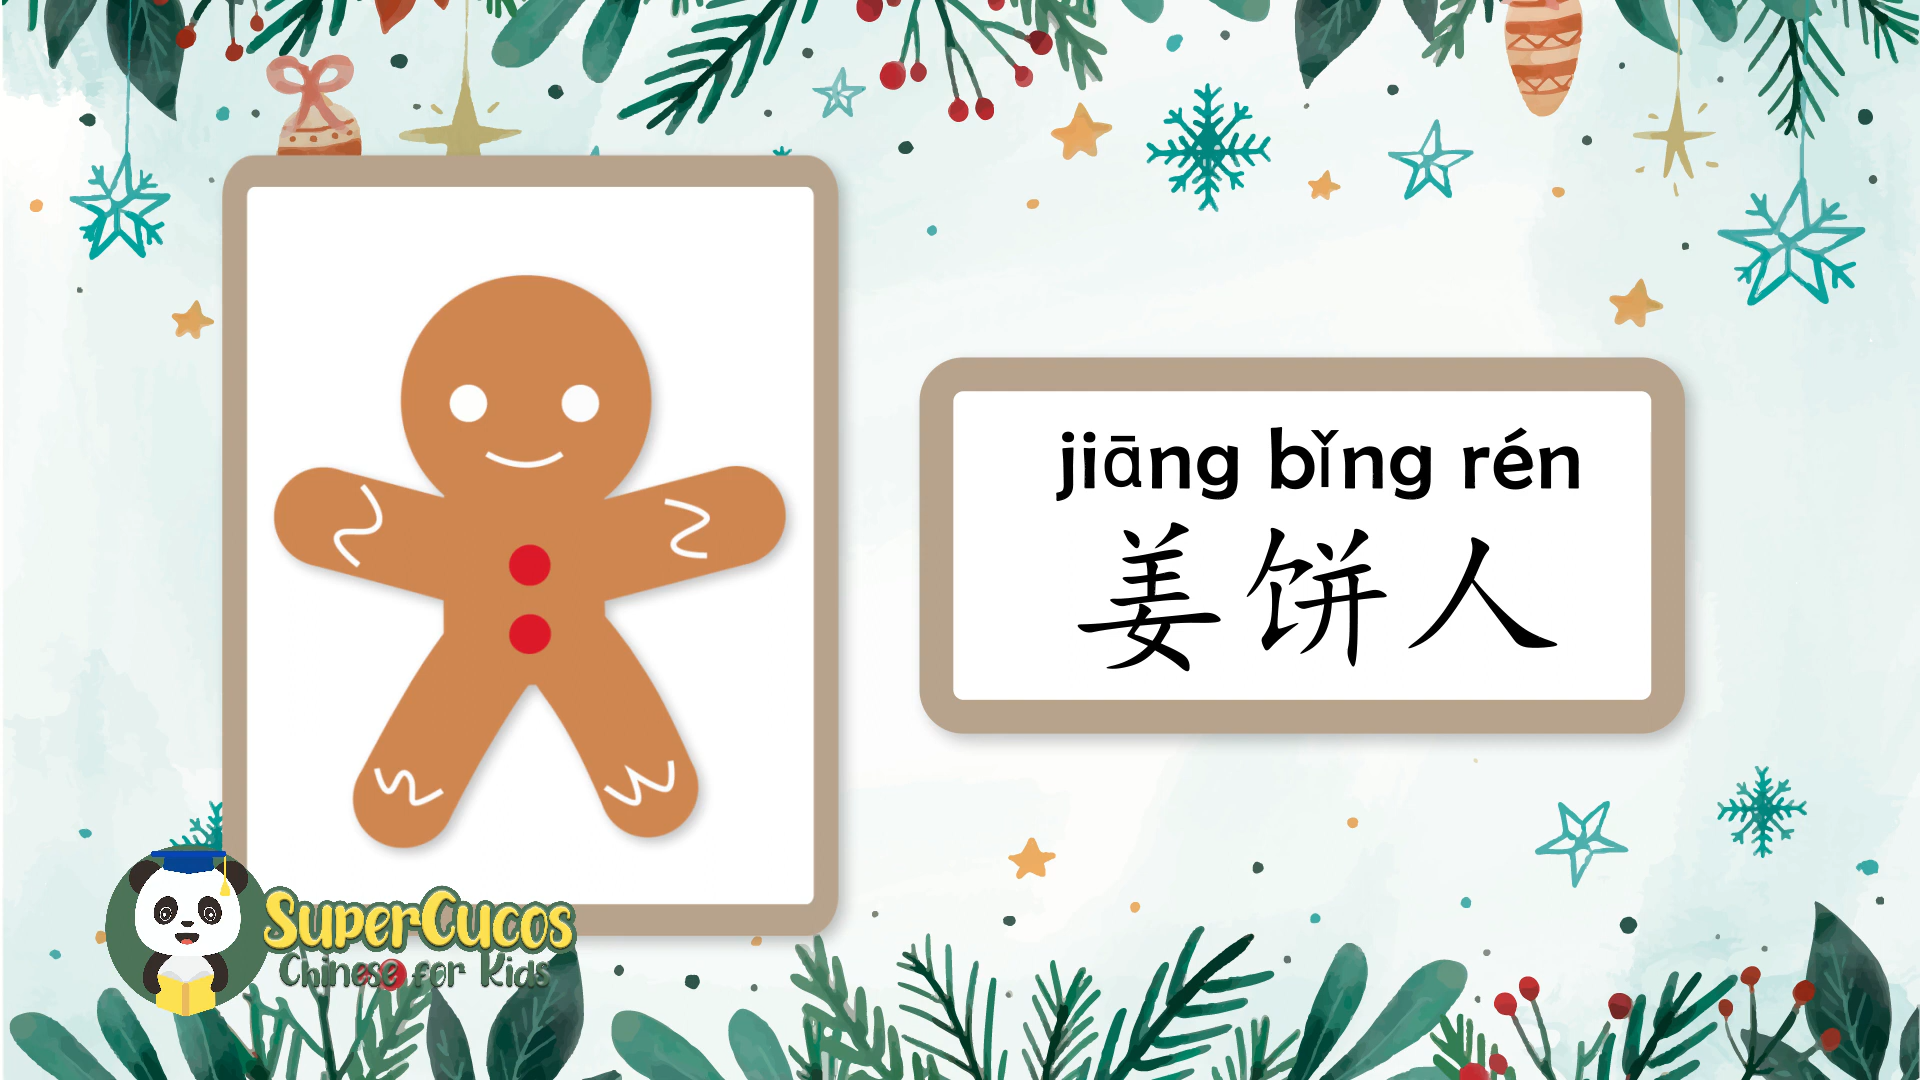 jiāng bǐng rén
姜饼人
SuperCucos
Chinese for Kids